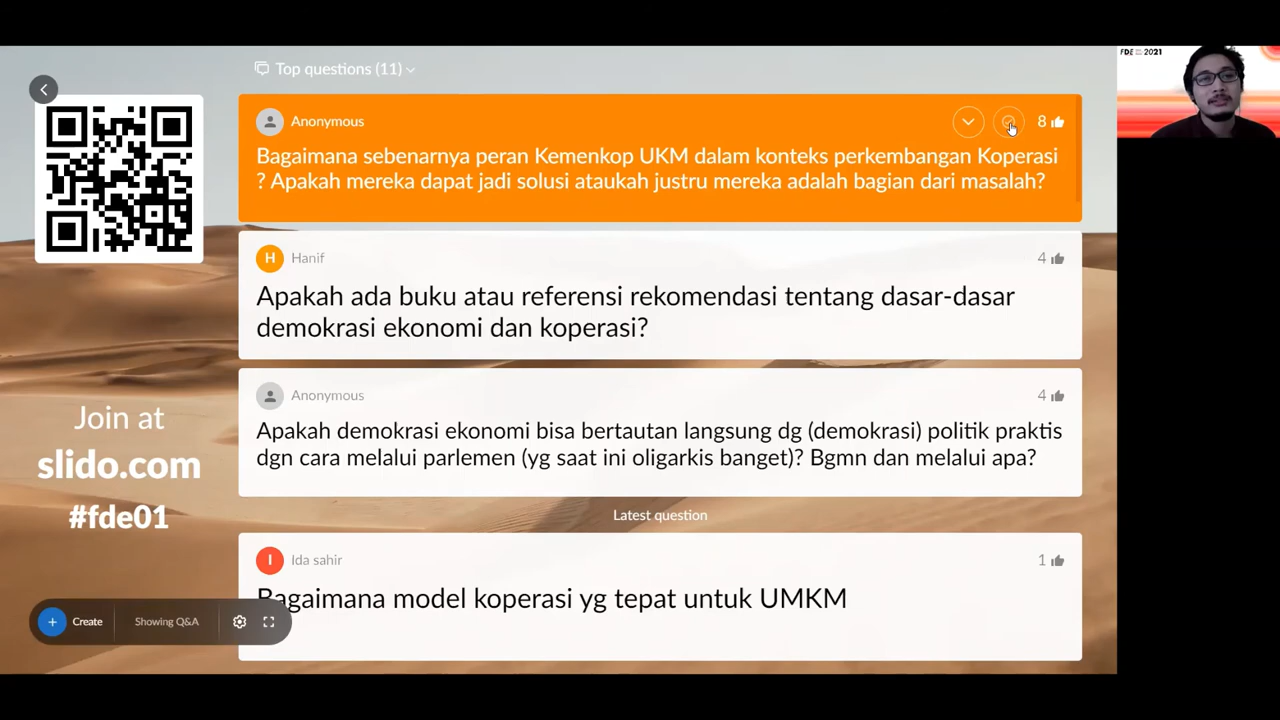 Top questions (11)
FDE 2021
Anonymous
8
Bagaimana sebenarnya peran Kemenkop UKM dalam konteks perkembangan Koperasi
? Apakah mereka dapat jadi solusi ataukah justru mereka adalah bagian dari masalah?
H Hanif
4
Apakah ada buku atau referensi rekomendasi tentang dasar-dasar
demokrasi ekonomi dan koperasi?
Anonymous
4
Apakah demokrasi ekonomi bisa bertautan langsung dg (demokrasi) politik praktis
dgn cara melalui parlemen (yg saat ini oligarkis banget)? Bgmn dan melalui apa?
Latest question
I Ida sahir
1
Bagaimana model koperasi yg tepat untuk UMKM
Join at
slido.com
#fde01
+ Create
Showing Q&A